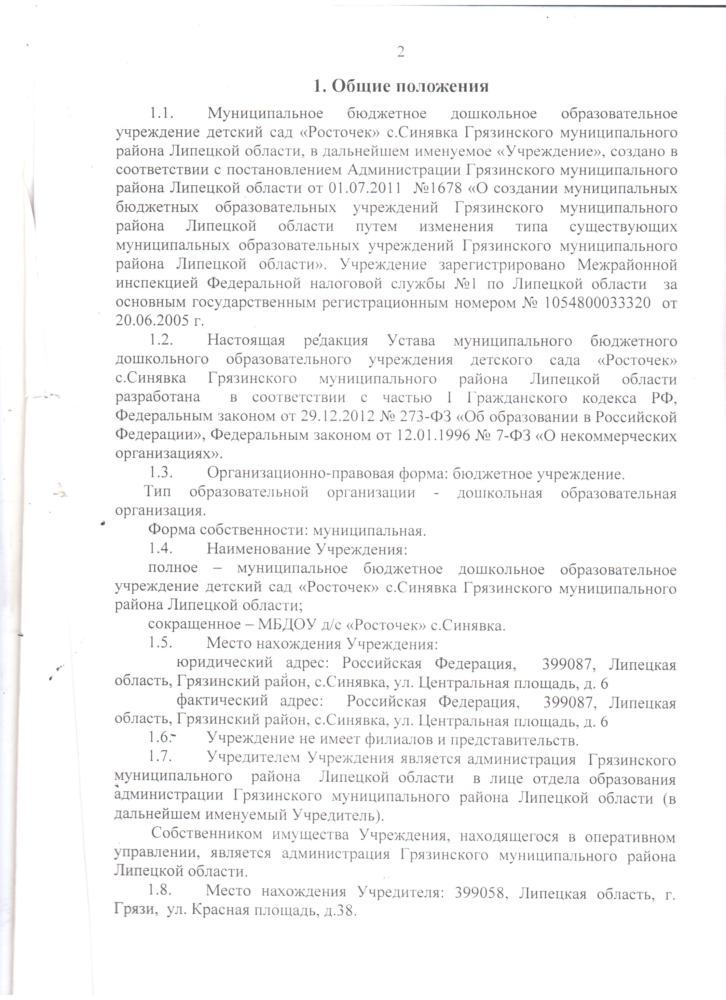 2
1. Общие положения
1.1. Муниципальное бюджетное дошкольное образовательное
учреждение детский сад «Росточек» с.Синявка Грязинского муниципального
района Липецкой области, в дальнейшем именуемое «Учреждение», создано в
соответствии с постановлением Администрации Грязинского муниципального
района Липецкой области от 01.07.2011 №1678 «О создании муниципальных
бюджетных образовательных учреждений Грязинского муниципального
района Липецкой области путем изменения типа существующих
муниципальных образовательных учреждений Грязинского муниципального
района Липецкой области». Учреждение зарегистрировано Межрайонной
инспекцией Федеральной налоговой службы №1 по Липецкой области за
основным государственным регистрационным номером № 1054800033320 от
20.06.2005 г.
1.2. Настоящая редакция Устава муниципального бюджетного
дошкольного образовательного учреждения детского сада «Росточек»
с.Синявка Грязинского муниципального района Липецкой области
разработана в соответствии с частью I Гражданского кодекса РФ,
Федеральным законом от 29.12.2012 № 273-ФЗ «Об образовании в Российской
Федерации», Федеральным законом от 12.01.1996 № 7-ФЗ «О некоммерческих
организациях».
1.3. Организационно-правовая форма: бюджетное учреждение.
Тип образовательной организации - дошкольная образовательная
организация.
Форма собственности: муниципальная.
1.4. Наименование Учреждения:
полное – муниципальное бюджетное дошкольное образовательное
учреждение детский сад «Росточек» с.Синявка Грязинского муниципального
района Липецкой области;
сокращенное – МБДОУ д/с «Росточек» с.Синявка.
1.5. Место нахождения Учреждения:
юридический адрес: Российская Федерация, 399087, Липецкая
область, Грязинский район, с.Синявка, ул. Центральная площадь, д. 6
фактический адрес: Российская Федерация, 399087, Липецкая
область, Грязинский район, с.Синявка, ул. Центральная площадь, д. 6
1.6. Учреждение не имеет филиалов и представительств.
1.7. Учредителем Учреждения является администрация Грязинского
муниципального района Липецкой области в лице отдела образования
администрации Грязинского муниципального района Липецкой области (в
дальнейшем именуемый Учредитель).
Собственником имущества Учреждения, находящегося в оперативном
управлении, является администрация Грязинского муниципального района
Липецкой области.
1.8. Место нахождения Учредителя: 399058, Липецкая область, г.
Грязи, ул. Красная площадь, д.38.